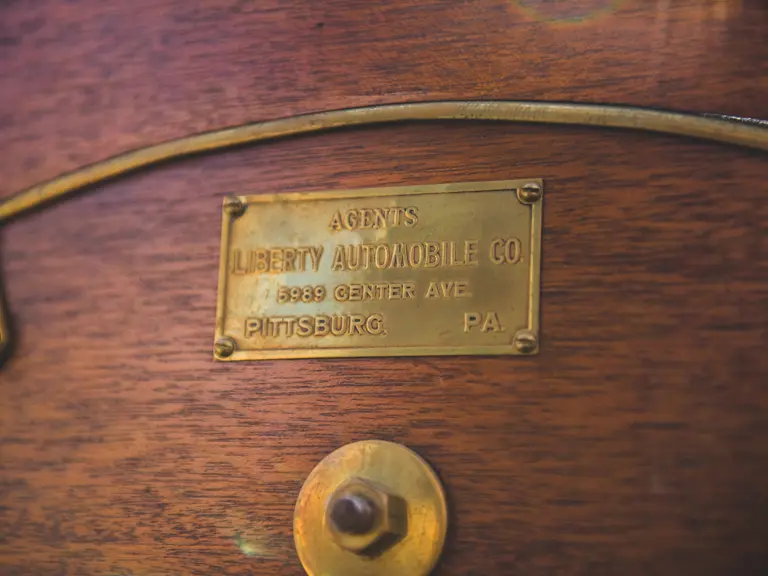 AGENTS
LIBERTY AUTOMOBILE CO.
5989 CENTER AVE.
PITTSBURG, PA.